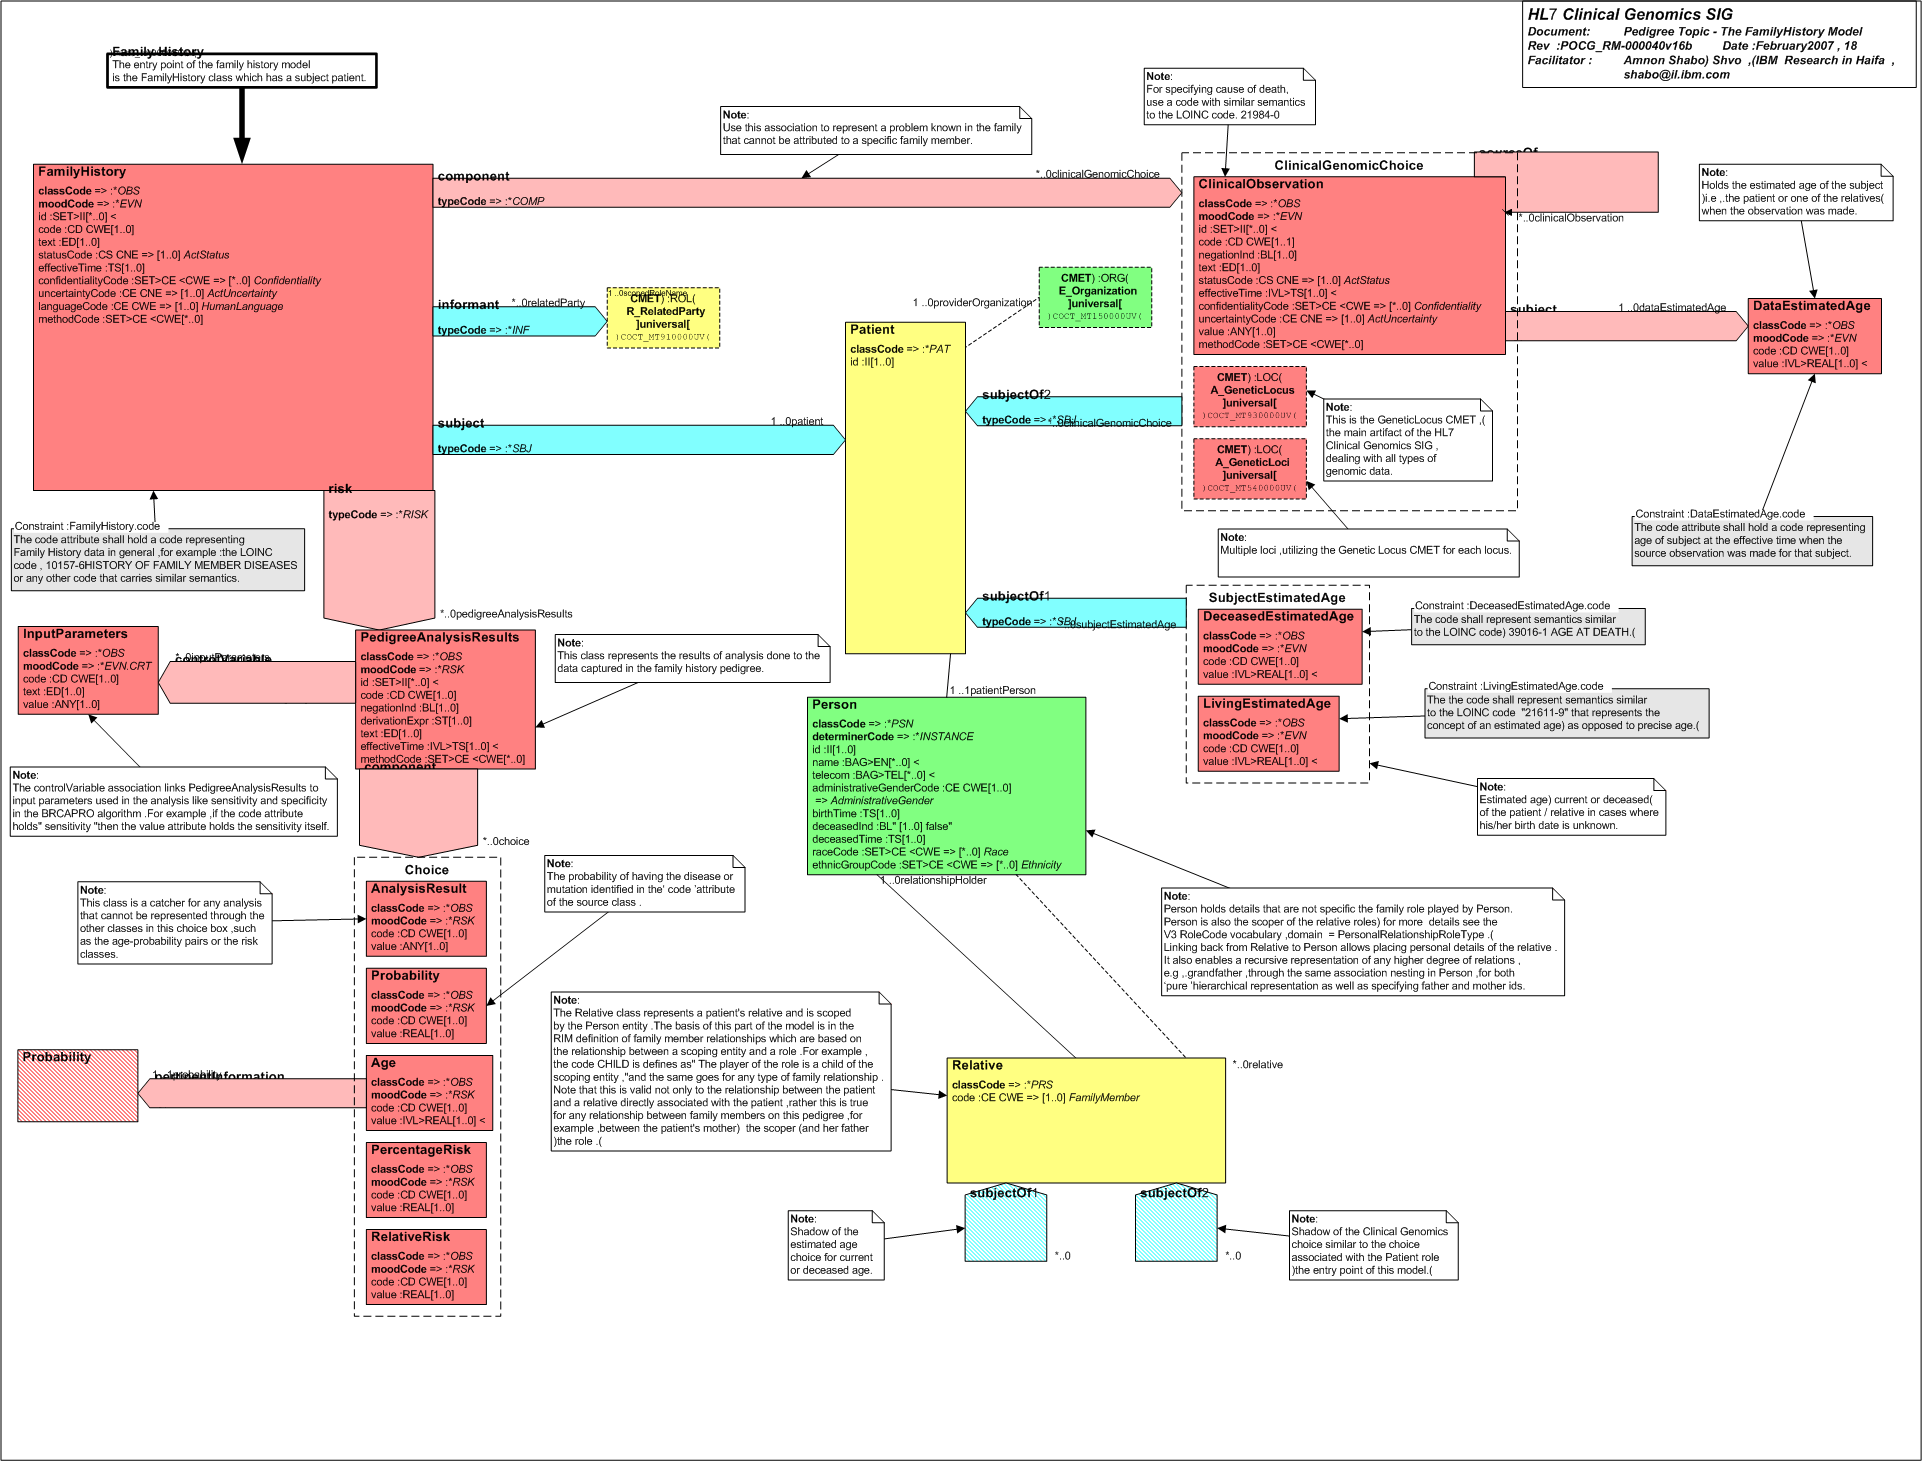 HL7 Clinical Genomics SIG
Document: Pedigree Topic - The FamilyHistory Model
Rev :POCG_RM-000040v16b Date :February2007 , 18
Facilitator : Amnon Shabo) Shvo ,(IBM Research in Haifa ,
shabo@il.ibm.com
Family History
The entry point of the family history model
is the FamilyHistory class which has a subject patient.
Note:
For specifying cause of death,
use a code with similar semantics
to the LOINC code. 21984-0
Note:
Use this association to represent a problem known in the family
that cannot be attributed to a specific family member.
FamilyHistory
classCode => :*OBS
moodCode => :*EVN
id :SET>II[*..0] <
code :CD CWE[1..0]
text :ED[1..0]
statusCode :CS CNE => [1..0] ActStatus
effectiveTime :TS[1..0]
confidentialityCode :SET>CE <CWE => [*..0] Confidentiality
uncertaintyCode :CE CNE => [1..0] ActUncertainty
languageCode :CE CWE => [1..0] HumanLanguage
methodCode :SET>CE <CWE[*..0]
component
typeCode => :*COMP
*..0clinicalGenomicChoice
ClinicalGenomicChoice
ClinicalObservation
classCode => :*OBS
moodCode => :*EVN
id :SET>II[*..0] <
code :CD CWE[1..1]
negationInd :BL[1..0]
text :ED[1..0]
statusCode :CS CNE => [1..0] ActStatus
effectiveTime :IVL>TS[1..0] <
confidentialityCode :SET>CE <CWE => [*..0] Confidentiality
uncertaintyCode :CE CNE => [1..0] ActUncertainty
value :ANY[1..0]
methodCode :SET>CE <CWE[*..0]
sourceOf
*..0clinicalObservation
Note:
Holds the estimated age of the subject
)i.e ,.the patient or one of the relatives(
when the observation was made.
subject
1 ..0dataEstimatedAge
DataEstimatedAge
classCode => :*OBS
moodCode => :*EVN
code :CD CWE[1..0]
value :IVL>REAL[1..0] <
informant
typeCode => :*INF
*..0relatedParty
1 ..0scopedRoleName
CMET) :ROL(
R_RelatedParty
]universal[
)COCT_MT910000UV(
1 ..0providerOrganization
CMET) :ORG(
E_Organization
]universal[
)COCT_MT150000UV(
Patient
classCode => :*PAT
id :II[1..0]
subject
typeCode => :*SBJ
1 ..0patient
subjectOf2
typeCode => :*SBJ
*..0clinicalGenomicChoice
CMET) :LOC(
A_GeneticLocus
]universal[
)COCT_MT930000UV(
CMET) :LOC(
A_GeneticLoci
]universal[
)COCT_MT540000UV(
Note:
This is the GeneticLocus CMET ,(
the main artifact of the HL7
Clinical Genomics SIG ,
dealing with all types of
genomic data.
Note:
Multiple loci ,utilizing the Genetic Locus CMET for each locus.
Constraint :DataEstimatedAge.code
The code attribute shall hold a code representing
age of subject at the effective time when the
source observation was made for that subject.
risk
typeCode => :*RISK
*..0pedigreeAnalysisResults
Constraint :FamilyHistory.code
The code attribute shall hold a code representing
Family History data in general ,for example :the LOINC
code , 10157-6HISTORY OF FAMILY MEMBER DISEASES
or any other code that carries similar semantics.
InputParameters
classCode => :*OBS
moodCode => :*EVN.CRT
code :CD CWE[1..0]
text :ED[1..0]
value :ANY[1..0]
controlVariable
*..0inputParameters
PedigreeAnalysisResults
classCode => :*OBS
moodCode => :*RSK
id :SET>II[*..0] <
code :CD CWE[1..0]
negationInd :BL[1..0]
derivationExpr :ST[1..0]
text :ED[1..0]
effectiveTime :IVL>TS[1..0] <
methodCode :SET>CE <CWE[*..0]
Note:
This class represents the results of analysis done to the
data captured in the family history pedigree.
subjectOf1
typeCode => :*SBJ
*..0subjectEstimatedAge
SubjectEstimatedAge
DeceasedEstimatedAge
classCode => :*OBS
moodCode => :*EVN
code :CD CWE[1..0]
value :IVL>REAL[1..0] <
LivingEstimatedAge
classCode => :*OBS
moodCode => :*EVN
code :CD CWE[1..0]
value :IVL>REAL[1..0] <
Constraint :DeceasedEstimatedAge.code
The code shall represent semantics similar
to the LOINC code) 39016-1 AGE AT DEATH.(
Constraint :LivingEstimatedAge.code
The the code shall represent semantics similar
to the LOINC code "21611-9" that represents the
concept of an estimated age) as opposed to precise age.(
Note:
Estimated age) current or deceased(
of the patient / relative in cases where
his/her birth date is unknown.
1 ..1patientPerson
Person
classCode => :*PSN
determinerCode => :*INSTANCE
id :II[1..0]
name :BAG>EN[*..0] <
telecom :BAG>TEL[*..0] <
administrativeGenderCode :CE CWE[1..0]
=> AdministrativeGender
birthTime :TS[1..0]
deceasedInd :BL" [1..0] false"
deceasedTime :TS[1..0]
raceCode :SET>CE <CWE => [*..0] Race
ethnicGroupCode :SET>CE <CWE => [*..0] Ethnicity
1 ..0relationshipHolder
Note:
The controlVariable association links PedigreeAnalysisResults to
input parameters used in the analysis like sensitivity and specificity
in the BRCAPRO algorithm .For example ,if the code attribute
holds" sensitivity "then the value attribute holds the sensitivity itself.
component
*..0choice
Choice
AnalysisResult
classCode => :*OBS
moodCode => :*RSK
code :CD CWE[1..0]
value :ANY[1..0]
Probability
classCode => :*OBS
moodCode => :*RSK
code :CD CWE[1..0]
value :REAL[1..0]
Age
classCode => :*OBS
moodCode => :*RSK
code :CD CWE[1..0]
value :IVL>REAL[1..0] <
PercentageRisk
classCode => :*OBS
moodCode => :*RSK
code :CD CWE[1..0]
value :REAL[1..0]
RelativeRisk
classCode => :*OBS
moodCode => :*RSK
code :CD CWE[1..0]
value :REAL[1..0]
Note:
This class is a catcher for any analysis
that cannot be represented through the
other classes in this choice box ,such
as the age-probability pairs or the risk
classes.
Note:
The probability of having the disease or
mutation identified in the' code 'attribute
of the source class .
Probability
pertinentInformation
1 ..1probability
Note:
Person holds details that are not specific the family role played by Person.
Person is also the scoper of the relative roles) for more details see the
V3 RoleCode vocabulary ,domain = PersonalRelationshipRoleType .(
Linking back from Relative to Person allows placing personal details of the relative .
It also enables a recursive representation of any higher degree of relations ,
e.g ,.grandfather ,through the same association nesting in Person ,for both
'pure 'hierarchical representation as well as specifying father and mother ids.
Note:
The Relative class represents a patient's relative and is scoped
by the Person entity .The basis of this part of the model is in the
RIM definition of family member relationships which are based on
the relationship between a scoping entity and a role .For example ,
the code CHILD is defines as" The player of the role is a child of the
scoping entity ,"and the same goes for any type of family relationship .
Note that this is valid not only to the relationship between the patient
and a relative directly associated with the patient ,rather this is true
for any relationship between family members on this pedigree ,for
example ,between the patient's mother) the scoper (and her father
)the role .(
Relative
classCode => :*PRS
code :CE CWE => [1..0] FamilyMember
*..0relative
subjectOf1
*..0
subjectOf2
*..0
Note:
Shadow of the
estimated age
choice for current
or deceased age.
Note:
Shadow of the Clinical Genomics
choice similar to the choice
associated with the Patient role
)the entry point of this model.(